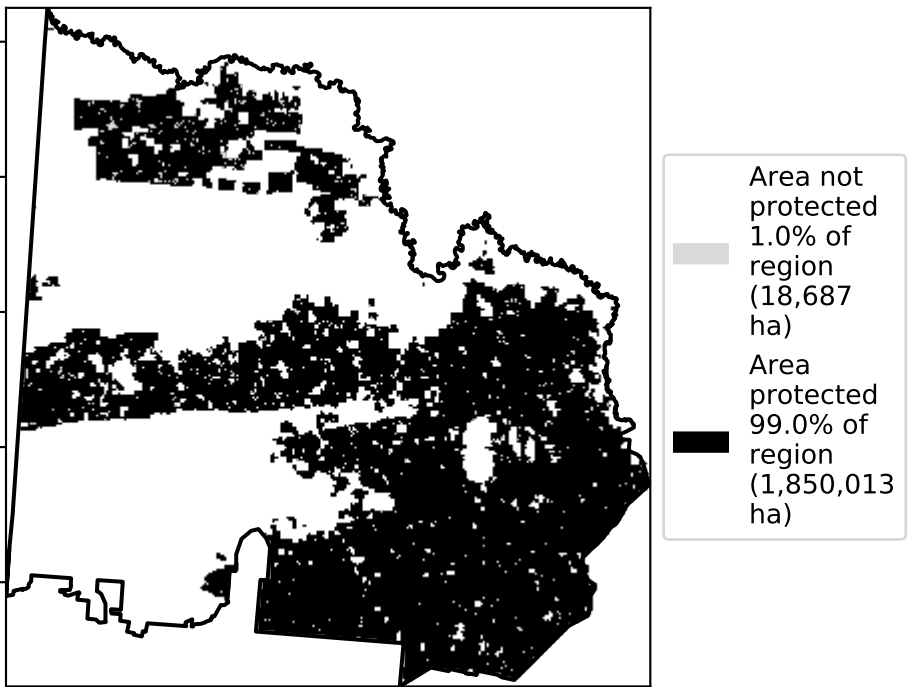 Area not
protected
1.0% of
region
(18,687
ha)
Area
protected
99.0% of
region
(1,850,013
ha)